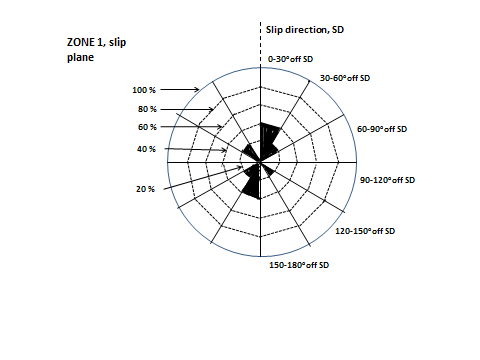 Slip direction, SD
ZONE 1, slip
plane
0-30°off SD
30-60°off SD
100 %
80 %
60 %
60-90°off SD
40 %
90-120°off SD
20 %
120-150°off SD
150-180°off SD